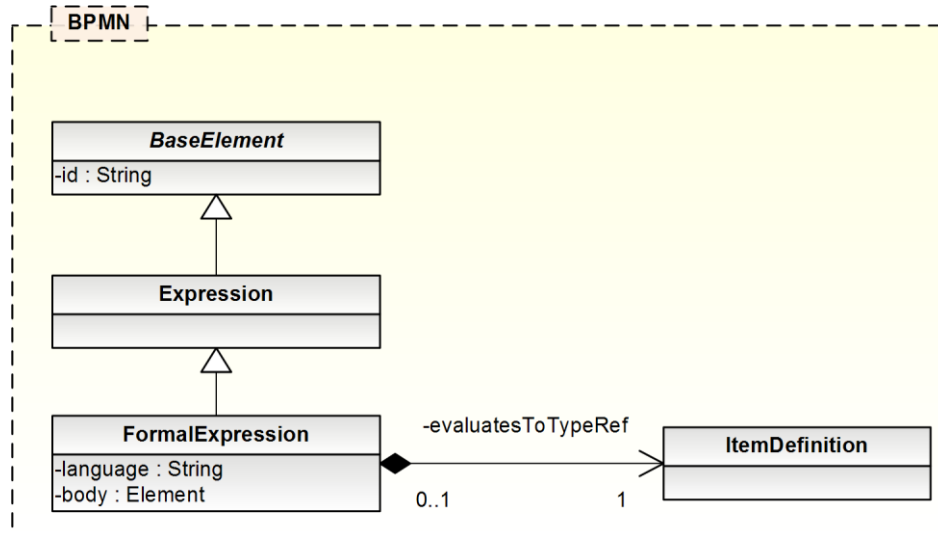 BPMN
BaseElement
-id : String
Expression
FormalExpression
-language : String
-body : Element
-evaluatesToTypeRef
0..1
1
ItemDefinition